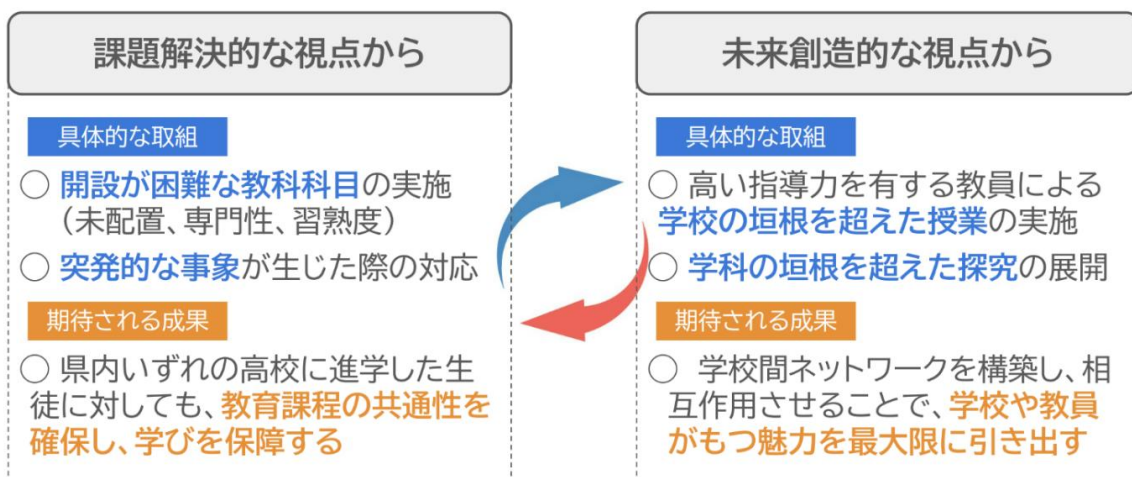 課題解決的な視点から
具体的な取組
○ 開設が困難な教科科目の実施
（未配置、専門性、習熟度）
○ 突発的な事象が生じた際の対応
期待される成果
○ 県内いずれの高校に進学した生
徒に対しても、教育課程の共通性を
確保し、学びを保障する
未来創造的な視点から
具体的な取組
○ 高い指導力を有する教員による
学校の垣根を超えた授業の実施
○ 学科の垣根を超えた探究の展開
期待される成果
○ 学校間ネットワークを構築し、相
互作用させることで、学校や教員
がもつ魅力を最大限に引き出す